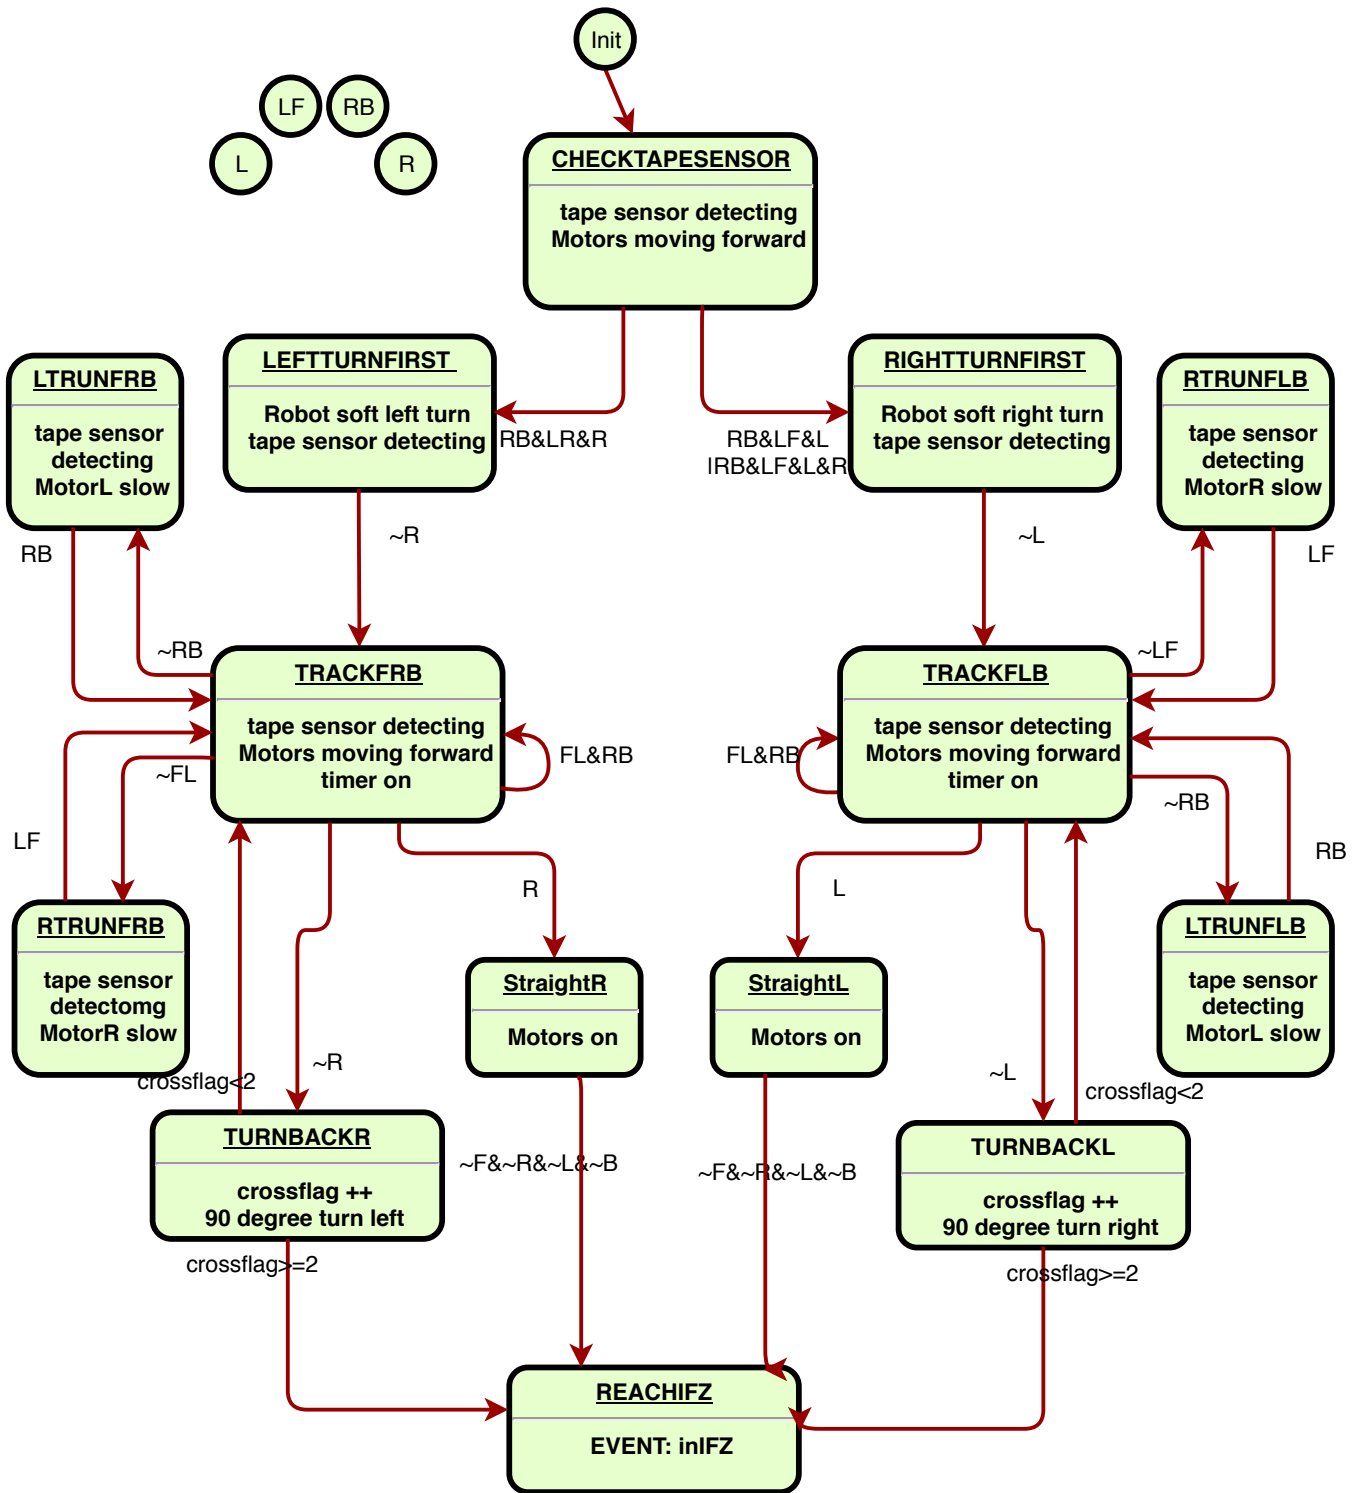 Init
LF
RB
L
R
CHECKTAPESENSOR
tape sensor detecting
Motors moving forward
LEFTTURNFIRST
Robot soft left turn
tape sensor detecting
RIGHTTURNFIRST
Robot soft right turn
tape sensor detecting
LTRUNFRB
tape sensor
detecting
MotorL slow
RTRUNFLB
tape sensor
detecting
MotorR slow
RB&LR&R
RB&LF&L
|RB&LF&L&R
~R
~L
RB
LF
~RB
~LF
TRACKFRB
tape sensor detecting
Motors moving forward
timer on
TRACKFLB
tape sensor detecting
Motors moving forward
timer on
FL&RB
FL&RB
~FL
~RB
LF
RB
R
L
RTRUNFRB
tape sensor
detectomg
MotorR slow
StraightR
Motors on
StraightL
Motors on
LTRUNFLB
tape sensor
detecting
MotorL slow
crossflag<2
~R
~L
crossflag<2
TURNBACKR
crossflag ++
90 degree turn left
~F&~R&~L&~B
~F&~R&~L&~B
TURNBACKL
crossflag ++
90 degree turn right
crossflag>=2
crossflag>=2
REACHIFZ
EVENT: inIFZ